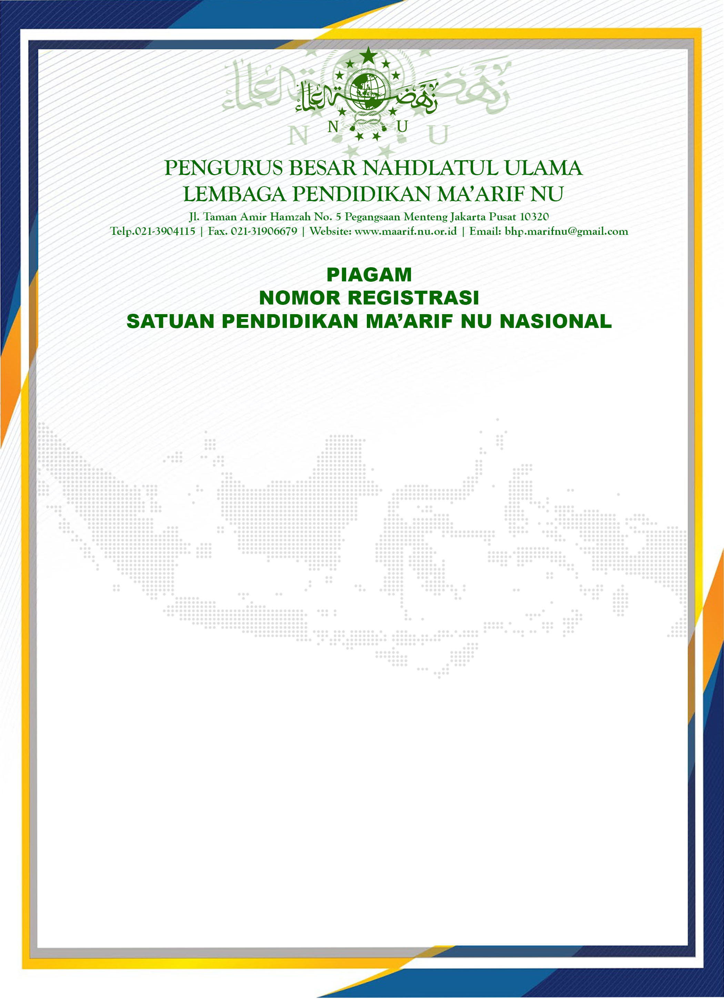 نهضة العلماء
N U
PENGURUS BESAR NAHDLATUL ULAMA
LEMBAGA PENDIDIKAN MA’ARIF NU
Jl. Taman Amir Hamzah No. 5 Pegangsaan Menteng Jakarta Pusat 10320
Telp.021-3904115 | Fax. 021-31906679 | Website: www.maarif.nu.or.id | Email: bhp.marifnu@gmail.com
PIAGAM
NOMOR REGISTRASI
SATUAN PENDIDIKAN MA’ARIF NU NASIONAL